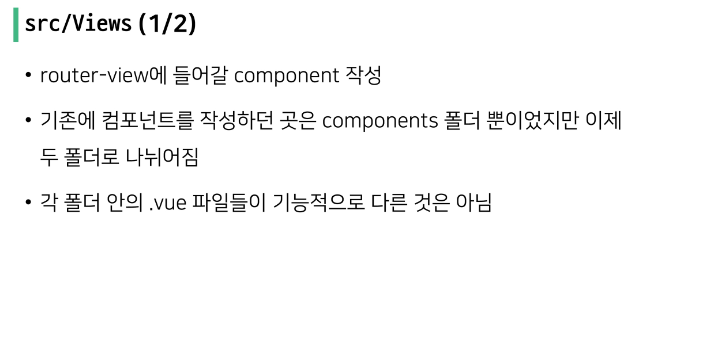 src/Views (1/2)
• router-view에 들어갈 component 작성
• 기존에 컴포넌트를 작성하던 곳은 components 폴더 뿐이었지만 이제
두 폴더로 나뉘어짐
• 각 폴더 안의 .vue 파일들이 기능적으로 다른 것은 아님